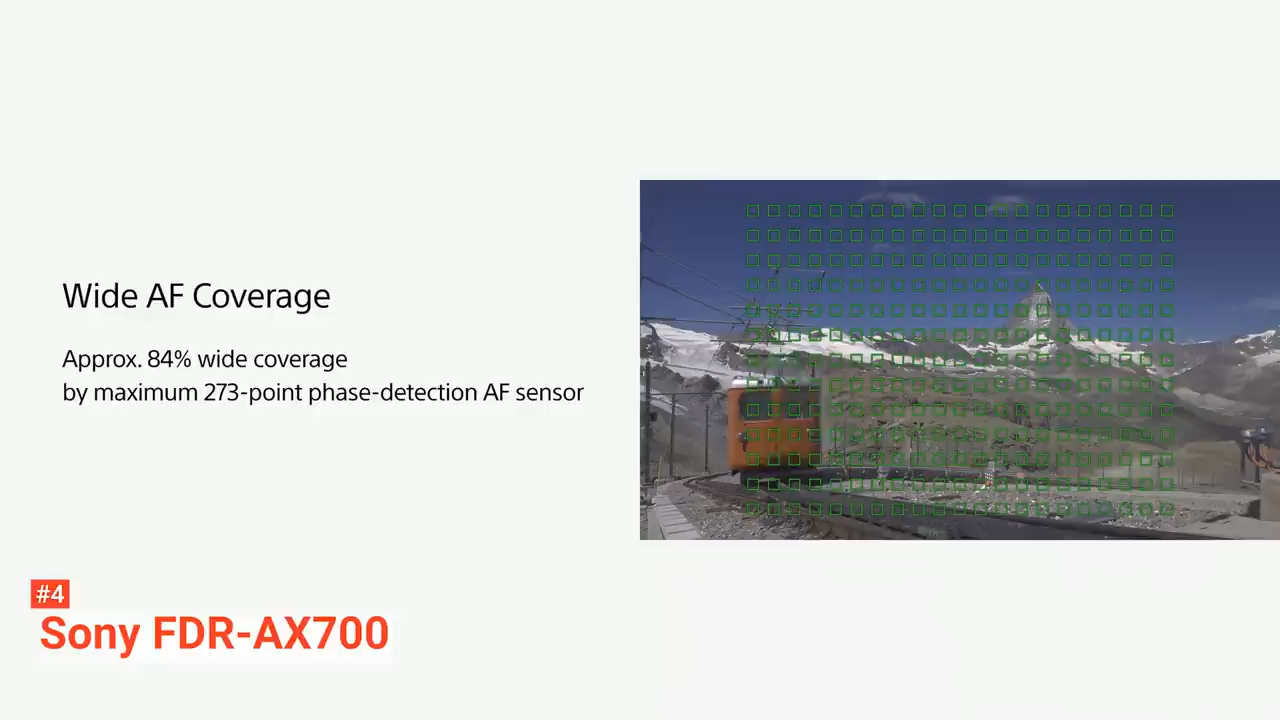 Wide AF Coverage
Approx. 84% wide coverage
by maximum 273-point phase-detection AF sensor
#4
Sony FDR-AX700